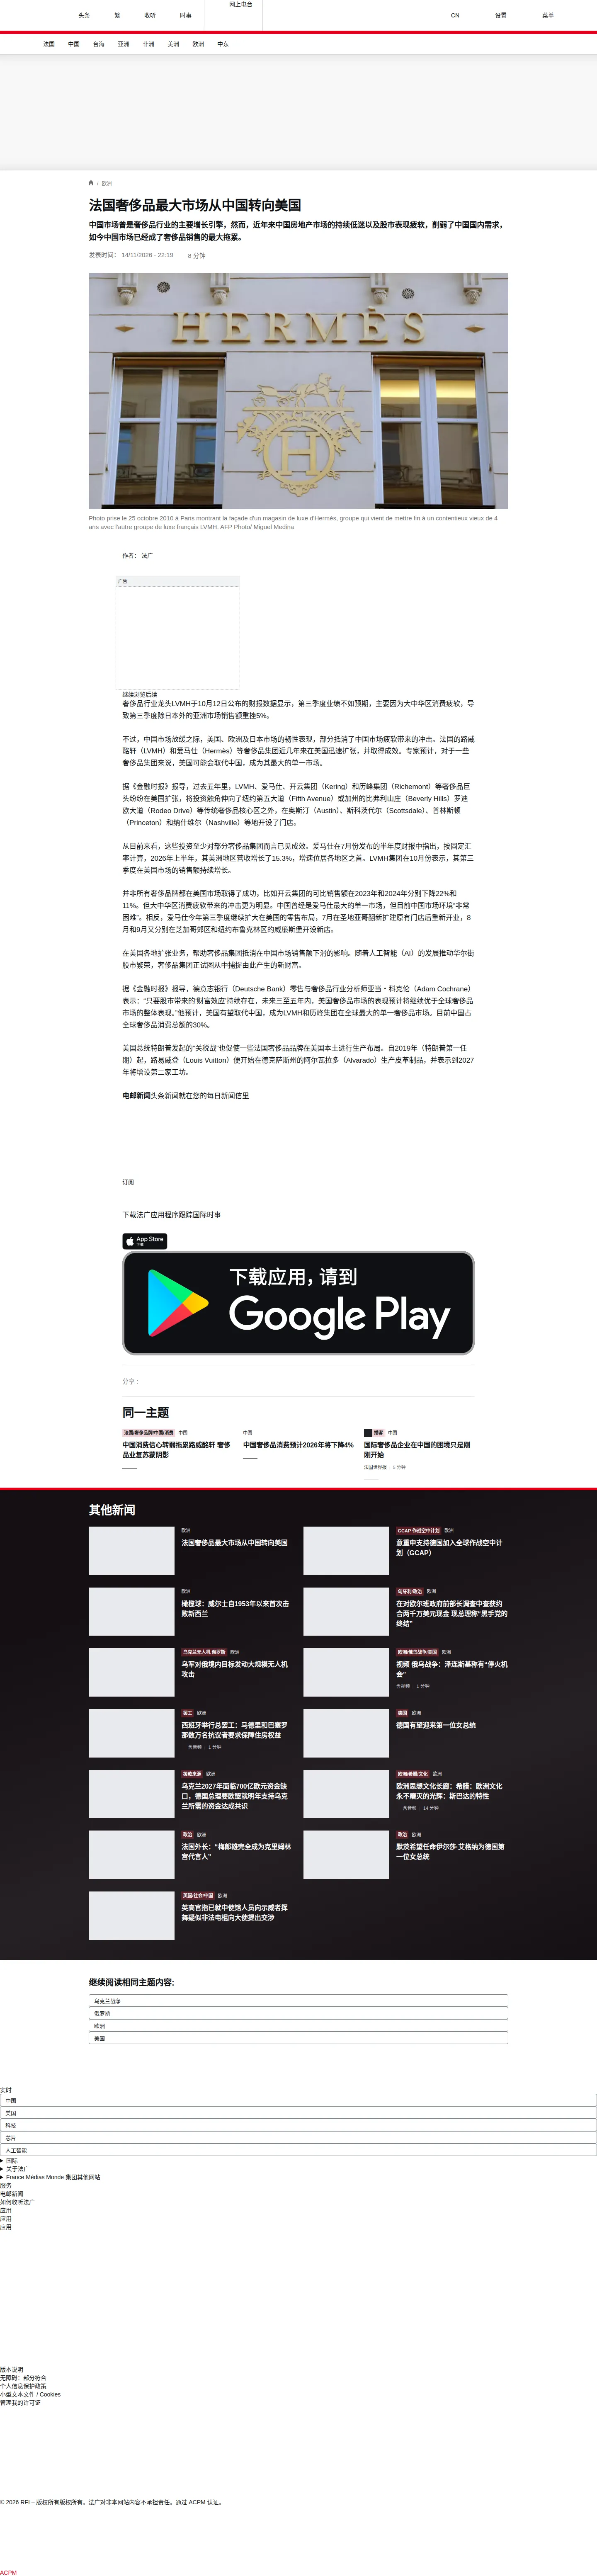 头条
繁
收听
时事
网上电台
CN
设置
菜单
法国
中国
台海
亚洲
非洲
美洲
欧洲
中东
/ 欧洲
法国奢侈品最大市场从中国转向美国
中国市场曾是奢侈品行业的主要增长引擎，然而，近年来中国房地产市场的持续低迷以及股市表现疲软，削弱了中国国内需求，
如今中国市场已经成了奢侈品销售的最大拖累。
发表时间： 14/11/2026 - 22:19
8 分钟
HERMÈS
Photo prise le 25 octobre 2010 à Paris montrant la façade d'un magasin de luxe d'Hermés, groupe qui vient de mettre fin à un contentieux vieux de 4
ans avec l'autre groupe de luxe français LVMH. AFP Photo/ Miguel Medina
作者： 法广
广告
继续浏览后续
奢侈品行业龙头LVMH于10月12日公布的财报数据显示，第三季度业绩不如预期，主要因为大中华区消费疲软，导
致第三季度除日本外的亚洲市场销售额重挫5%。
不过，中国市场放缓之际，美国、欧洲及日本市场的韧性表现，部分抵消了中国市场疲软带来的冲击。法国的路威
酩轩（LVMH）和爱马仕（Hermès）等奢侈品集团近几年来在美国迅速扩张，并取得成效。专家预计，对于一些
奢侈品集团来说，美国可能会取代中国，成为其最大的单一市场。
据《金融时报》报导，过去五年里，LVMH、爱马仕、开云集团（Kering）和历峰集团（Richemont）等奢侈品巨
头纷纷在美国扩张，将投资触角伸向了纽约第五大道（Fifth Avenue）或加州的比弗利山庄（Beverly Hills）罗迪
欧大道（Rodeo Drive）等传统奢侈品核心区之外，在奥斯汀（Austin）、斯科茨代尔（Scottsdale）、普林斯顿
（Princeton）和纳什维尔（Nashville）等地开设了门店。
从目前来看，这些投资至少对部分奢侈品集团而言已见成效。爱马仕在7月份发布的半年度财报中指出，按固定汇
率计算，2026年上半年，其美洲地区营收增长了15.3%，增速位居各地区之首。LVMH集团在10月份表示，其第三
季度在美国市场的销售额持续增长。
并非所有奢侈品牌都在美国市场取得了成功，比如开云集团的可比销售额在2023年和2024年分别下降22%和
11%。但大中华区消费疲软带来的冲击更为明显。中国曾经是爱马仕最大的单一市场，但目前中国市场环境“非常
困难”。相反，爱马仕今年第三季度继续扩大在美国的零售布局，7月在圣地亚哥翻新扩建原有门店后重新开业，8
月和9月又分别在芝加哥郊区和纽约布鲁克林区的威廉斯堡开设新店。
在美国各地扩张业务，帮助奢侈品集团抵消在中国市场销售额下滑的影响。随着人工智能（AI）的发展推动华尔街
股市繁荣，奢侈品集团正试图从中捕捉由此产生的新财富。
据《金融时报》报导，德意志银行（Deutsche Bank）零售与奢侈品行业分析师亚当・科克伦（Adam Cochrane）
表示：“只要股市带来的‘财富效应’持续存在，未来三至五年内，美国奢侈品市场的表现预计将继续优于全球奢侈品
市场的整体表现。”他预计，美国有望取代中国，成为LVMH和历峰集团在全球最大的单一奢侈品市场。目前中国占
全球奢侈品消费总额的30%。
美国总统特朗普发起的“关税战”也促使一些法国奢侈品品牌在美国本土进行生产布局。自2019年（特朗普第一任
期）起，路易威登（Louis Vuitton）便开始在德克萨斯州的阿尔瓦拉多（Alvarado）生产皮革制品，并表示到2027
年将增设第二家工坊。
电邮新闻头条新闻就在您的每日新闻信里
订阅
下载法广应用程序跟踪国际时事
App Store
下载
下载应用，请到
Google Play
分享 :
同一主题
法国/奢侈品牌/中国/消费 中国
中国消费信心转弱拖累路威酩轩 奢侈
品业复苏蒙阴影
中国
中国奢侈品消费预计2026年将下降4%
播客 中国
国际奢侈品企业在中国的困境只是刚
刚开始
法国世界报 5 分钟
其他新闻
欧洲
法国奢侈品最大市场从中国转向美国
GCAP 作战空中计划 欧洲
意重申支持德国加入全球作战空中计
划（GCAP）
欧洲
橄榄球：威尔士自1953年以来首次击
败新西兰
匈牙利/政治 欧洲
在对欧尔班政府前部长调查中查获约
合两千万美元现金 现总理称“黑手党的
终结”
乌克兰无人机 俄罗斯 欧洲
乌军对俄境内目标发动大规模无人机
攻击
欧洲/俄乌战争/美国 欧洲
视频 俄乌战争：泽连斯基称有“停火机
会”
含视频 1 分钟
罢工 欧洲
西班牙举行总罢工：马德里和巴塞罗
那数万名抗议者要求保障住房权益
含音频 1 分钟
德国 欧洲
德国有望迎来第一位女总统
援款来源 欧洲
乌克兰2027年面临700亿欧元资金缺
口，德国总理要欧盟就明年支持乌克
兰所需的资金达成共识
欧洲/希腊/文化 欧洲
欧洲思想文化长廊：希腊：欧洲文化
永不磨灭的光辉：斯巴达的特性
含音频 14 分钟
政治 欧洲
法国外长：“梅郎雄完全成为克里姆林
宫代言人”
政治 欧洲
默茨希望任命伊尔莎·艾格纳为德国第
一位女总统
英国/社会/中国 欧洲
英高官指已就中使馆人员向示威者挥
舞疑似非法电棍向大使提出交涉
继续阅读相同主题内容:
乌克兰战争
俄罗斯
欧洲
美国
实时
中国
美国
科技
芯片
人工智能
国际
关于法广
France Médias Monde 集团其他网站
服务
电邮新闻
如何收听法广
应用
应用
应用
版本说明
无障碍：部分符合
个人信息保护政策
小型文本文件 / Cookies
管理我的许可证
© 2026 RFI – 版权所有版权所有。法广对非本网站内容不承担责任。通过 ACPM 认证。
ACPM